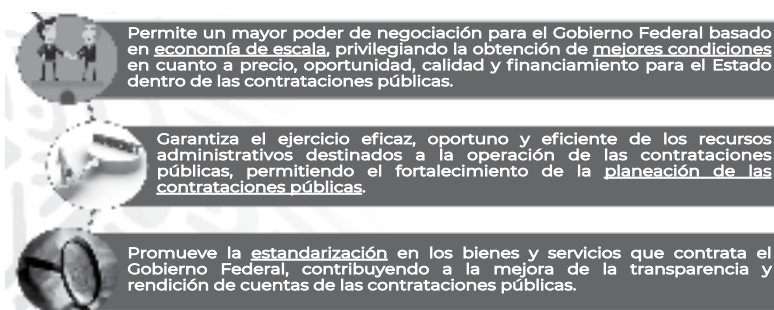 Permite un mayor poder de negociación para el Gobierno Federal basado
en economía de escala, privilegiando la obtención de mejores condiciones
en cuanto a precio, oportunidad, calidad y financiamiento para el Estado
dentro de las contrataciones públicas.
Garantiza el ejercicio eficaz, oportuno y eficiente de los recursos
administrativos destinados a la operación de las contrataciones
públicas, permitiendo el fortalecimiento de la planeación de las
contrataciones públicas.
Promueve la estandarización en los bienes y servicios que contrata el
Gobierno Federal, contribuyendo a la mejora de la transparencia y
rendición de cuentas de las contrataciones públicas.